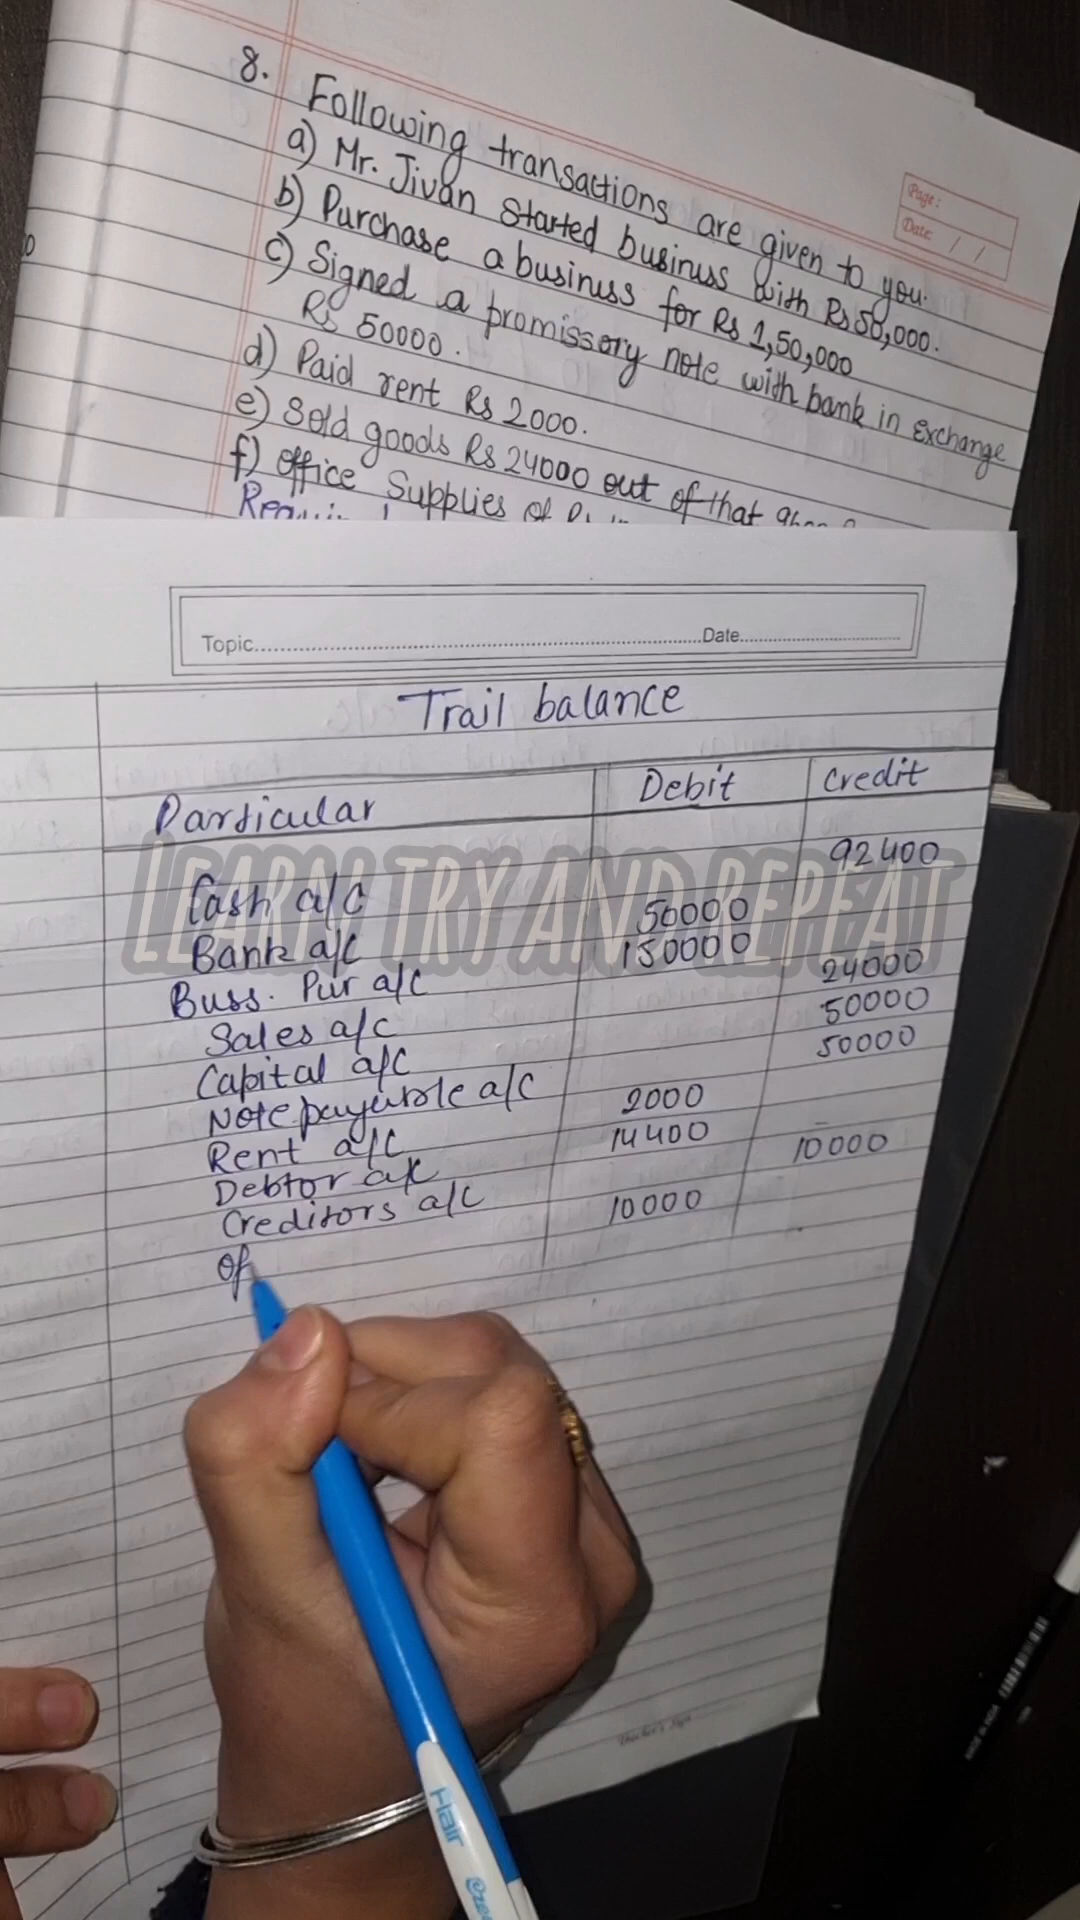 8. Following transactions are given to you.
a) Mr. Jivan started business with Rs 50,000.
b) Purchase a business for Rs 1,50,000
c) Signed a promissory note with bank in exchange
Rs 50000.
d) Paid rent Rs 2000.
e) Sold goods Rs 24000 out of that
f) office Supplies of
Page:
Date: / /
Topic Date
Trail balance
Particular Debit Credit
Cash a/c 92400
Bank a/c 50000
Buss. Pur a/c 150000
Sales a/c 24000
Capital a/c 50000
Note payable a/c 50000
Rent a/c 2000
Debtor a/c 14400
Creditors a/c 10000
of 10000
LEARN TRY AND REPEAT
Hair